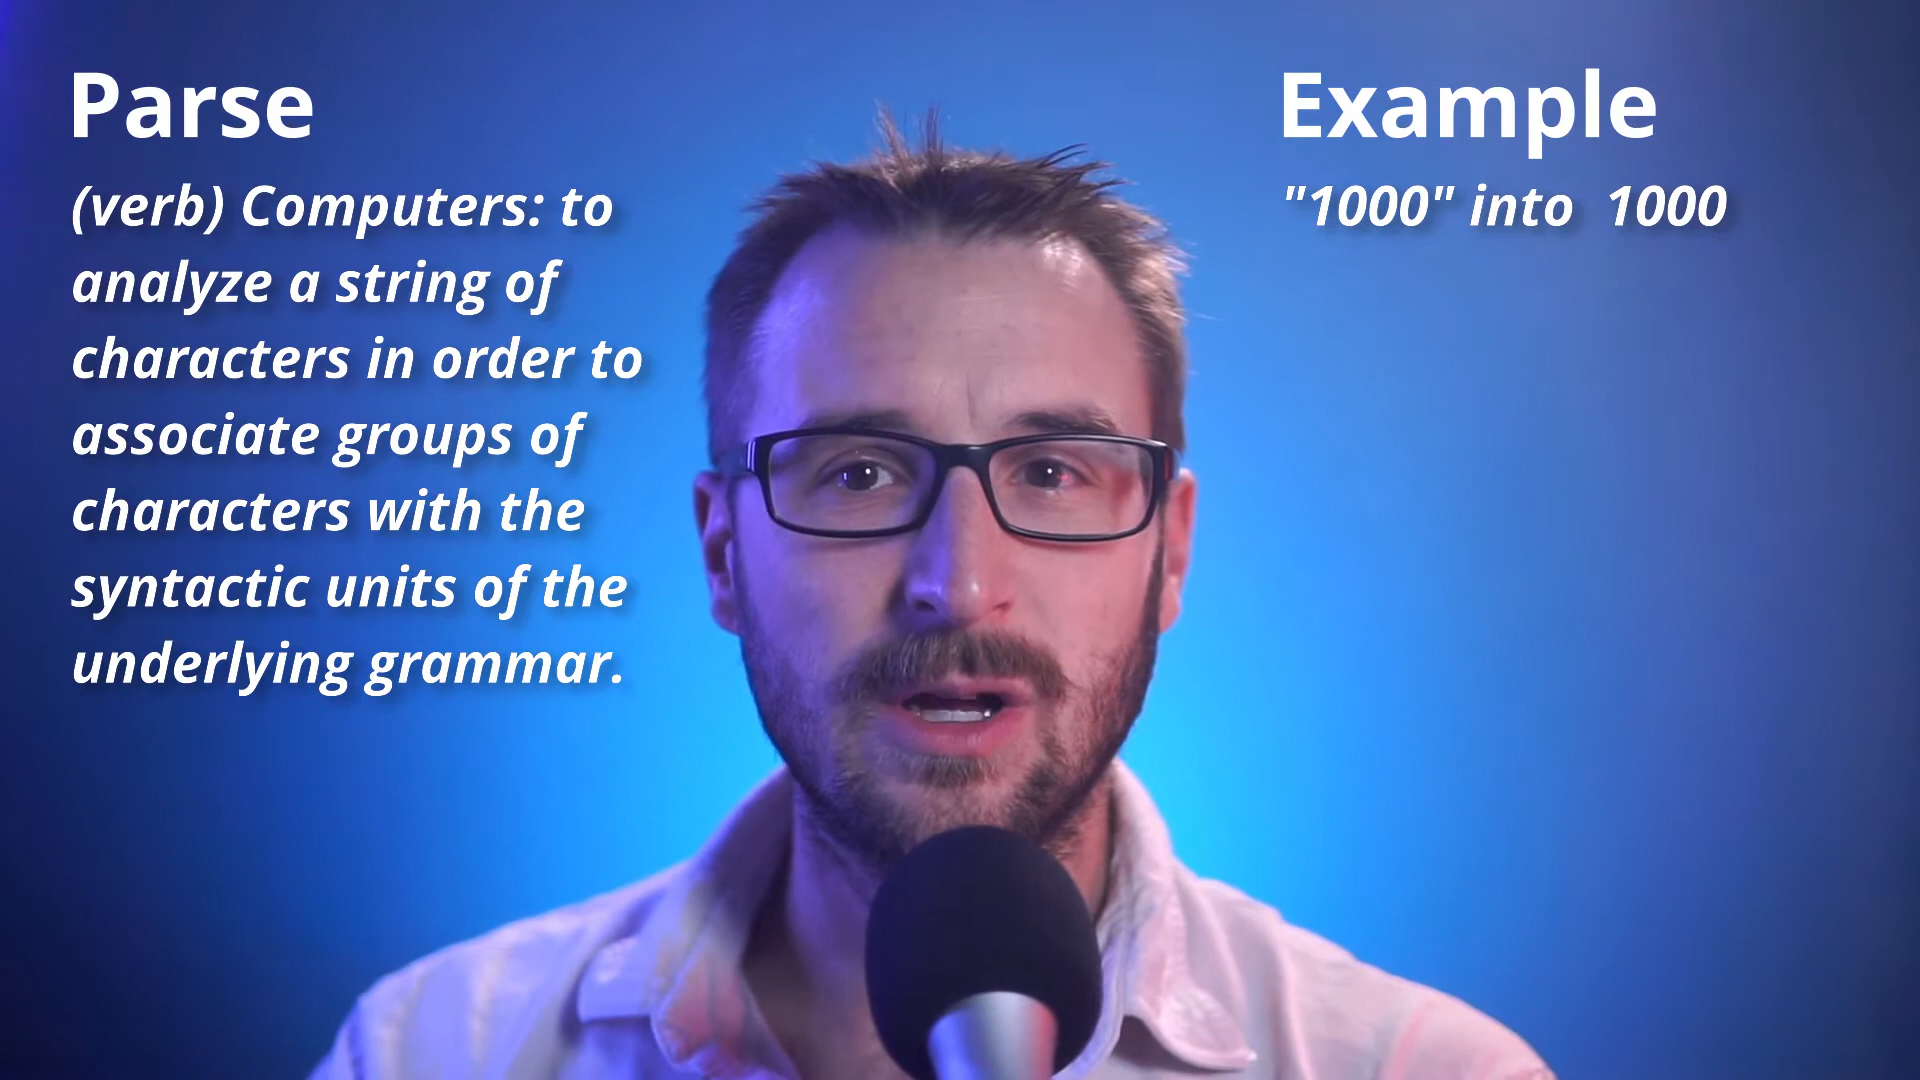 Parse
(verb) Computers: to
analyze a string of
characters in order to
associate groups of
characters with the
syntactic units of the
underlying grammar.
Example
"1000" into  1000